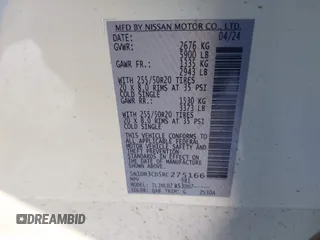 MFD BY NISSAN MOTOR CO., LTD.
DATE: 04/24
GVWR: 2676 KG
5900 LB
GAWR FR.: 1335 KG
2943 LB
WITH 255/50R20 TIRES
20 X 8.0 RIMS AT 35 PSI
COLD SINGLE
GAWR RR.: 1530 KG
3373 LB
WITH 255/50R20 TIRES
20 X 8.0 RIMS AT 35 PSI
COLD SINGLE
THIS VEHICLE CONFORMS TO ALL
APPLICABLE FEDERAL MOTOR
VEHICLE SAFETY AND THEFT
PREVENTION STANDARDS IN
EFFECT ON THE DATE OF
MANUFACTURE SHOWN ABOVE.
275166
MPV
COLOR: QAB TRIM: G